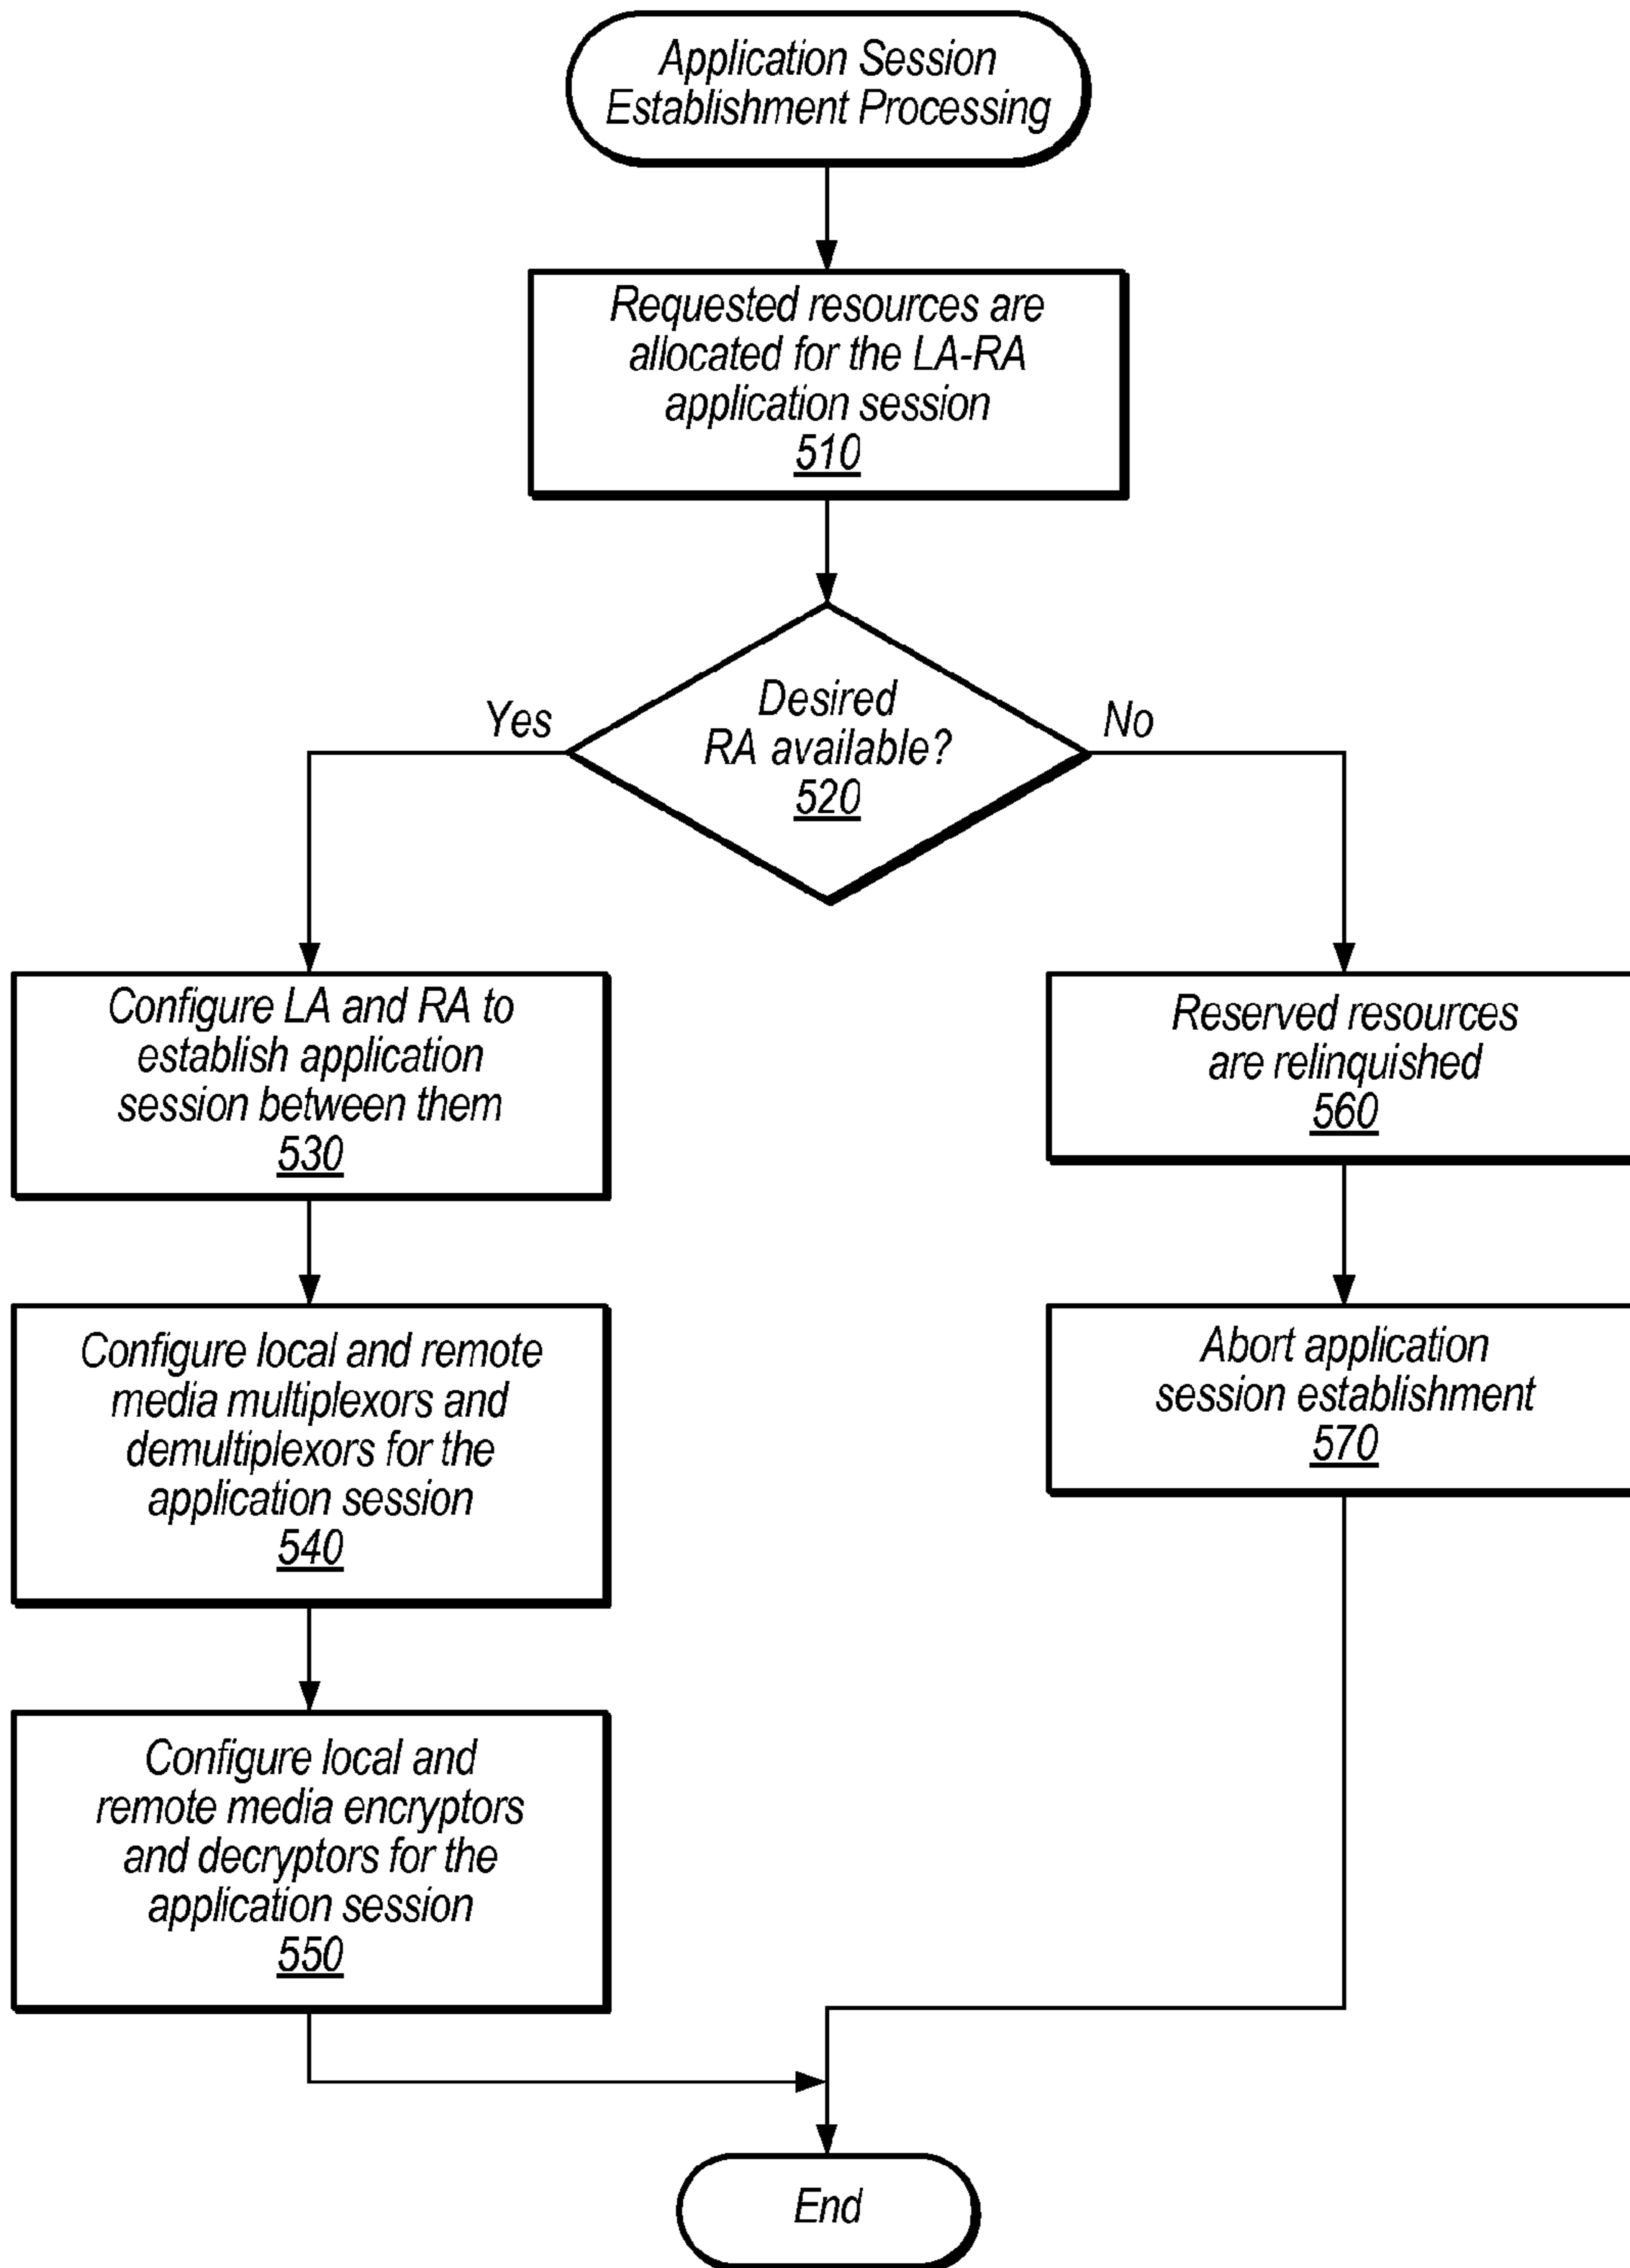 Application Session
Establishment Processing
Requested resources are
allocated for the LA-RA
application session
510
Desired
RA available?
520
Yes
No
Configure LA and RA to
establish application
session between them
530
Configure local and remote
media multiplexors and
demultiplexors for the
application session
540
Configure local and
remote media encryptors
and decryptors for the
application session
550
Reserved resources
are relinquished
560
Abort application
session establishment
570
End